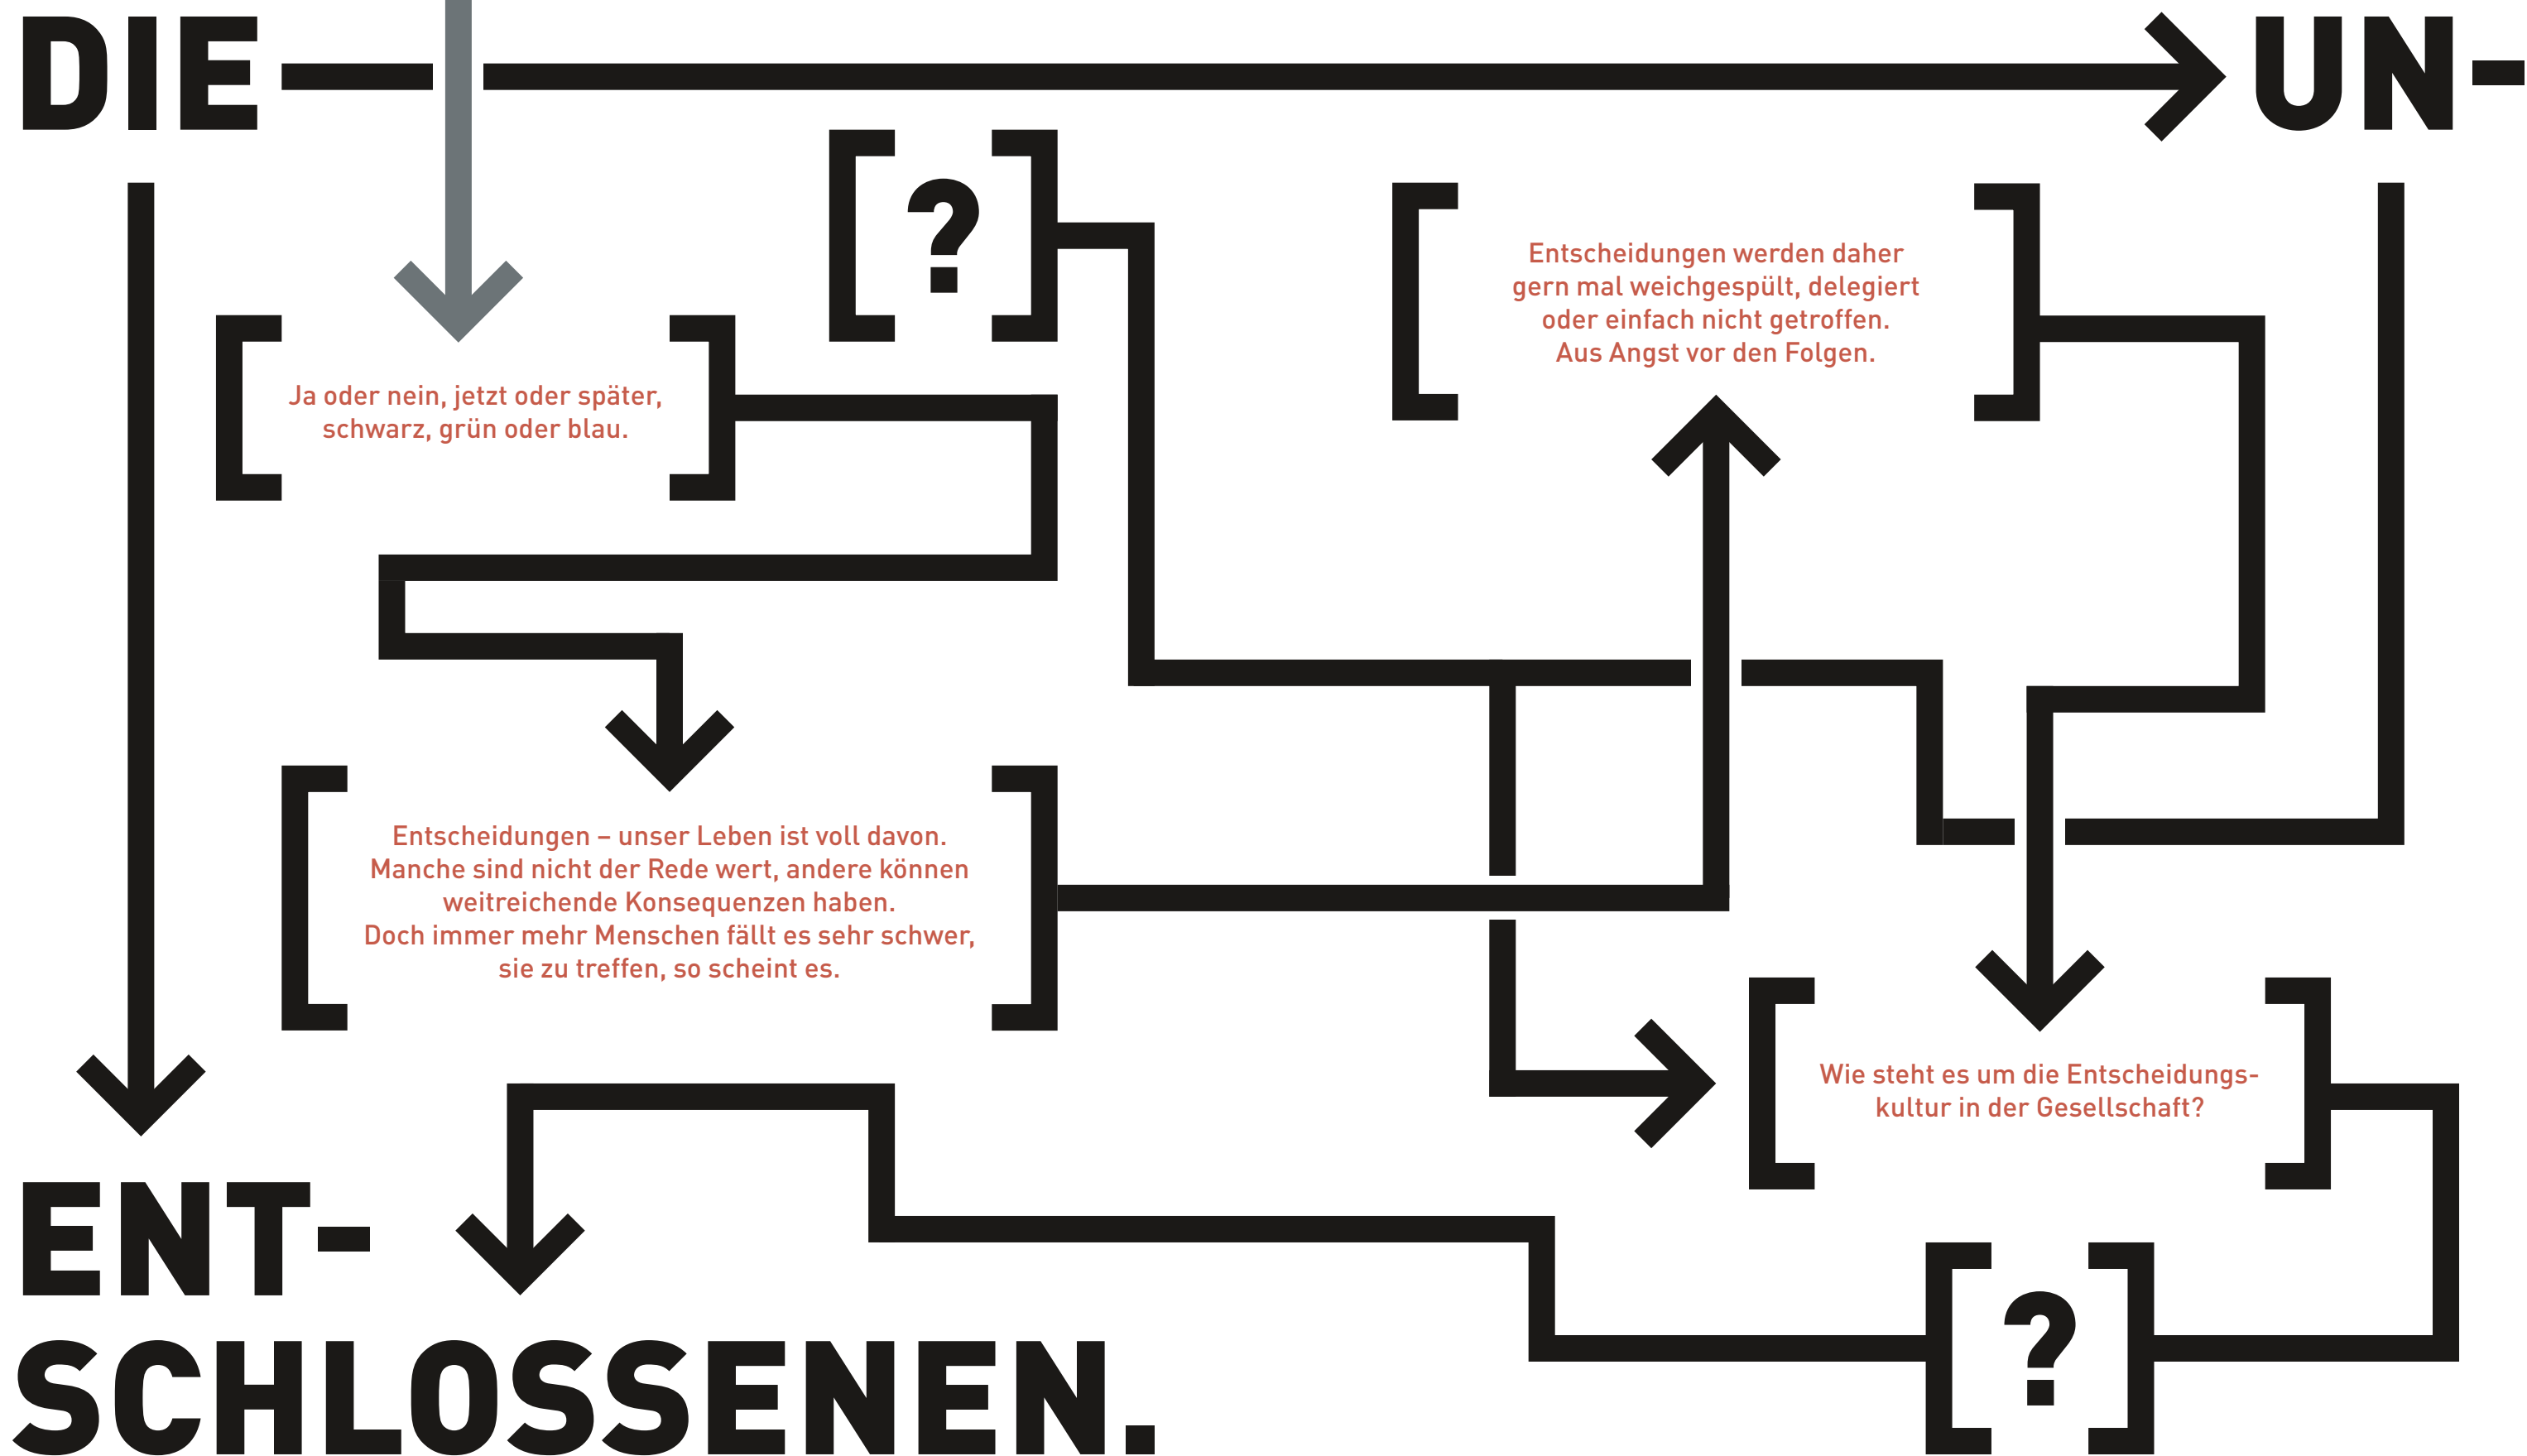 DIE
UN-
?
Ja oder nein, jetzt oder später,
schwarz, grün oder blau.
Entscheidungen – unser Leben ist voll davon.
Manche sind nicht der Rede wert, andere können
weitreichende Konsequenzen haben.
Doch immer mehr Menschen fällt es sehr schwer,
sie zu treffen, so scheint es.
Entscheidungen werden daher
gern mal weichgespült, delegiert
oder einfach nicht getroffen.
Aus Angst vor den Folgen.
Wie steht es um die Entscheidungs-
kultur in der Gesellschaft?
?
ENT-
SCHLOSSENEN.